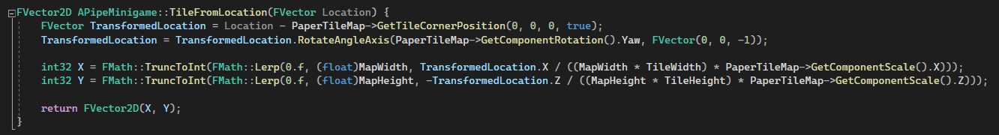 FVector2D APipeMinigame::TileFromLocation(FVector Location) {
    FVector TransformedLocation = Location - PaperTileMap->GetTileCornerPosition(0, 0, 0, true);
    TransformedLocation = TransformedLocation.RotateAngleAxis(PaperTileMap->GetComponentRotation().Yaw, FVector(0, 0, -1));

    int32 X = FMath::TruncToInt(FMath::Lerp(0.f, (float)MapWidth, TransformedLocation.X / ((MapWidth * TileWidth) * PaperTileMap->GetComponentScale().X)));
    int32 Y = FMath::TruncToInt(FMath::Lerp(0.f, (float)MapHeight, -TransformedLocation.Z / ((MapHeight * TileHeight) * PaperTileMap->GetComponentScale().Z)));

    return FVector2D(X, Y);
}